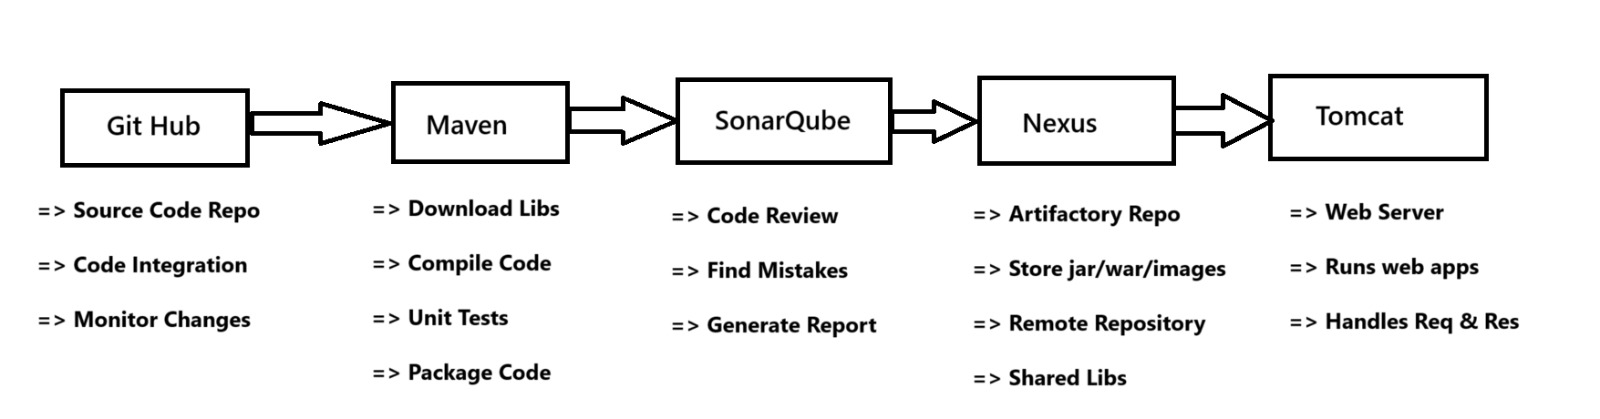 Git Hub
Maven
SonarQube
Nexus
Tomcat
=> Source Code Repo
=> Code Integration
=> Monitor Changes
=> Download Libs
=> Compile Code
=> Unit Tests
=> Package Code
=> Code Review
=> Find Mistakes
=> Generate Report
=> Artifactory Repo
=> Store jar/war/images
=> Remote Repository
=> Shared Libs
=> Web Server
=> Runs web apps
=> Handles Req & Res